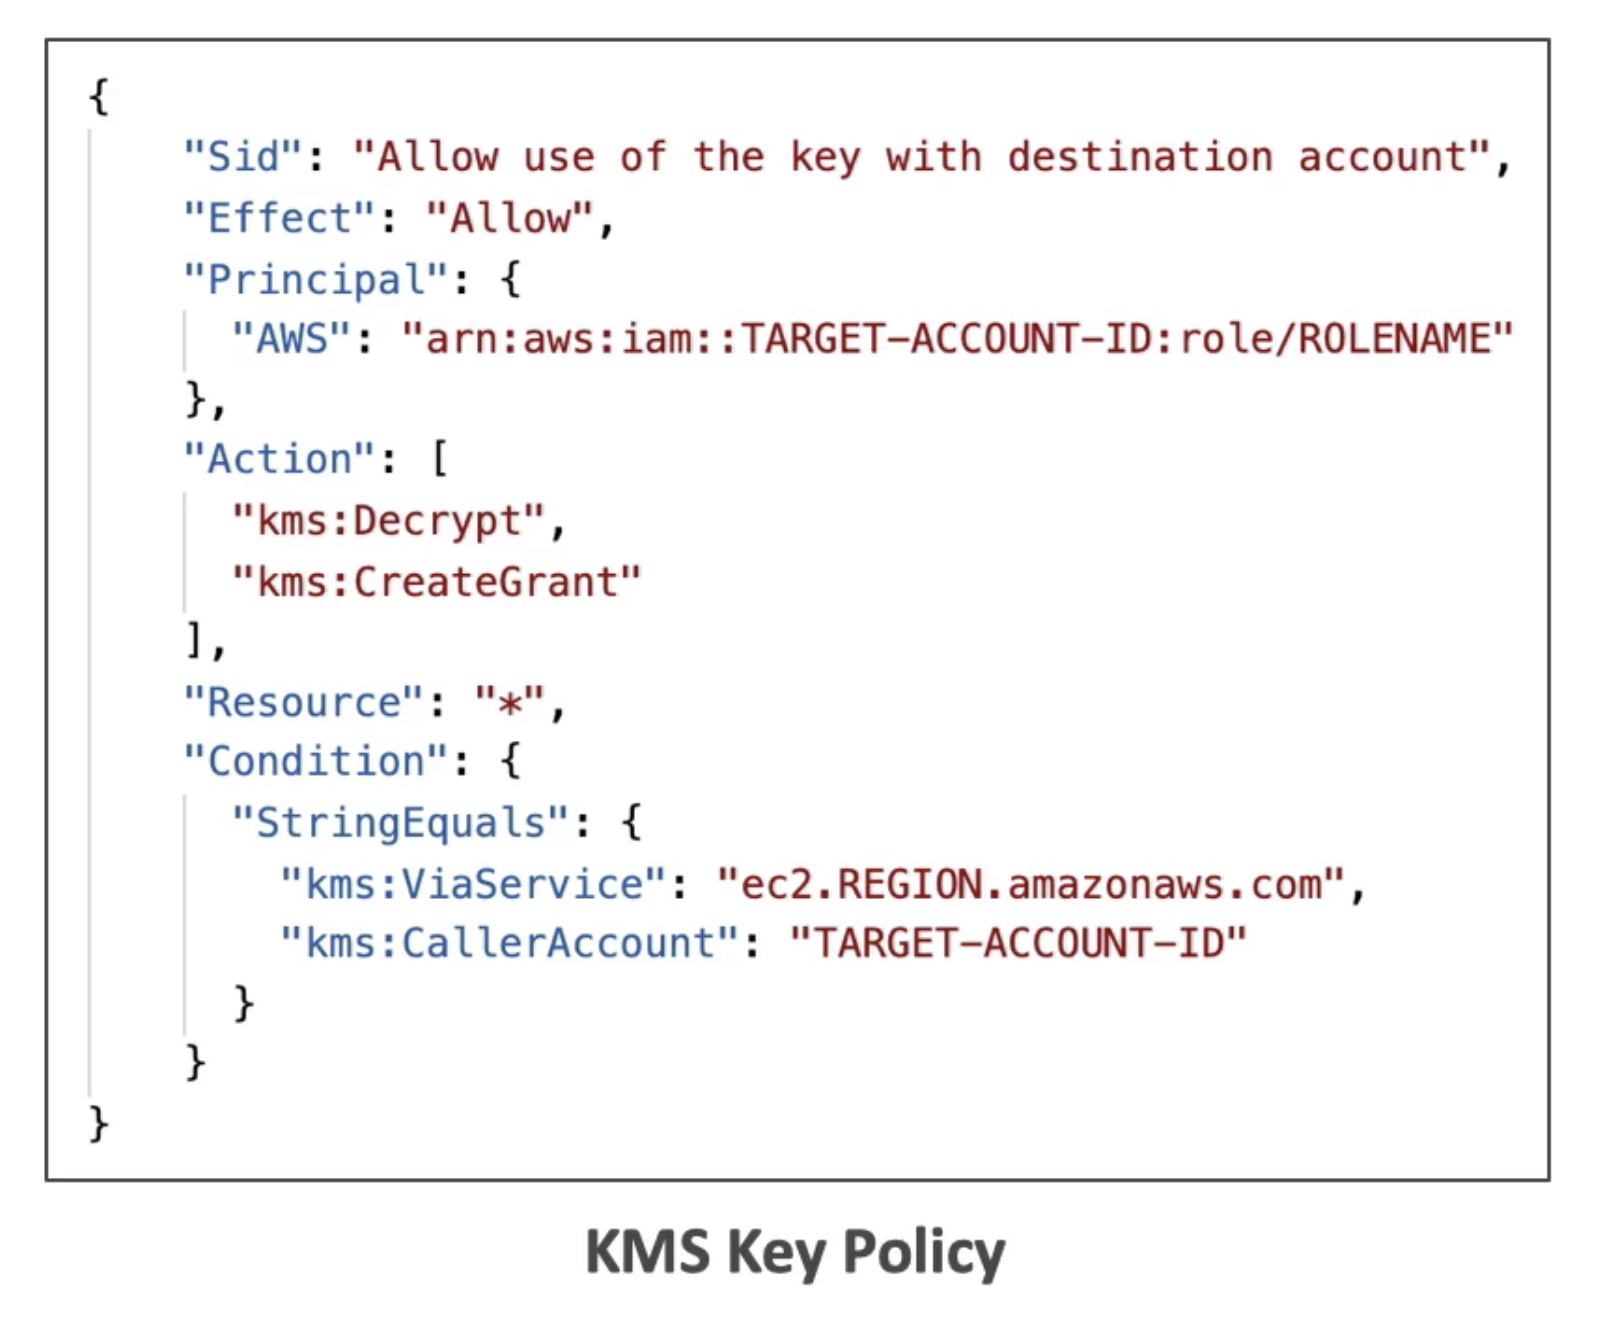 {
"Sid": "Allow use of the key with destination account",
"Effect": "Allow",
"Principal": {
"AWS": "arn:aws:iam::TARGET-ACCOUNT-ID:role/ROLENAME"
},
"Action": [
"kms:Decrypt",
"kms:CreateGrant"
],
"Resource": "*",
"Condition": {
"StringEquals": {
"kms:ViaService": "ec2.REGION.amazonaws.com",
"kms:CallerAccount": "TARGET-ACCOUNT-ID"
}
}
}
KMS Key Policy